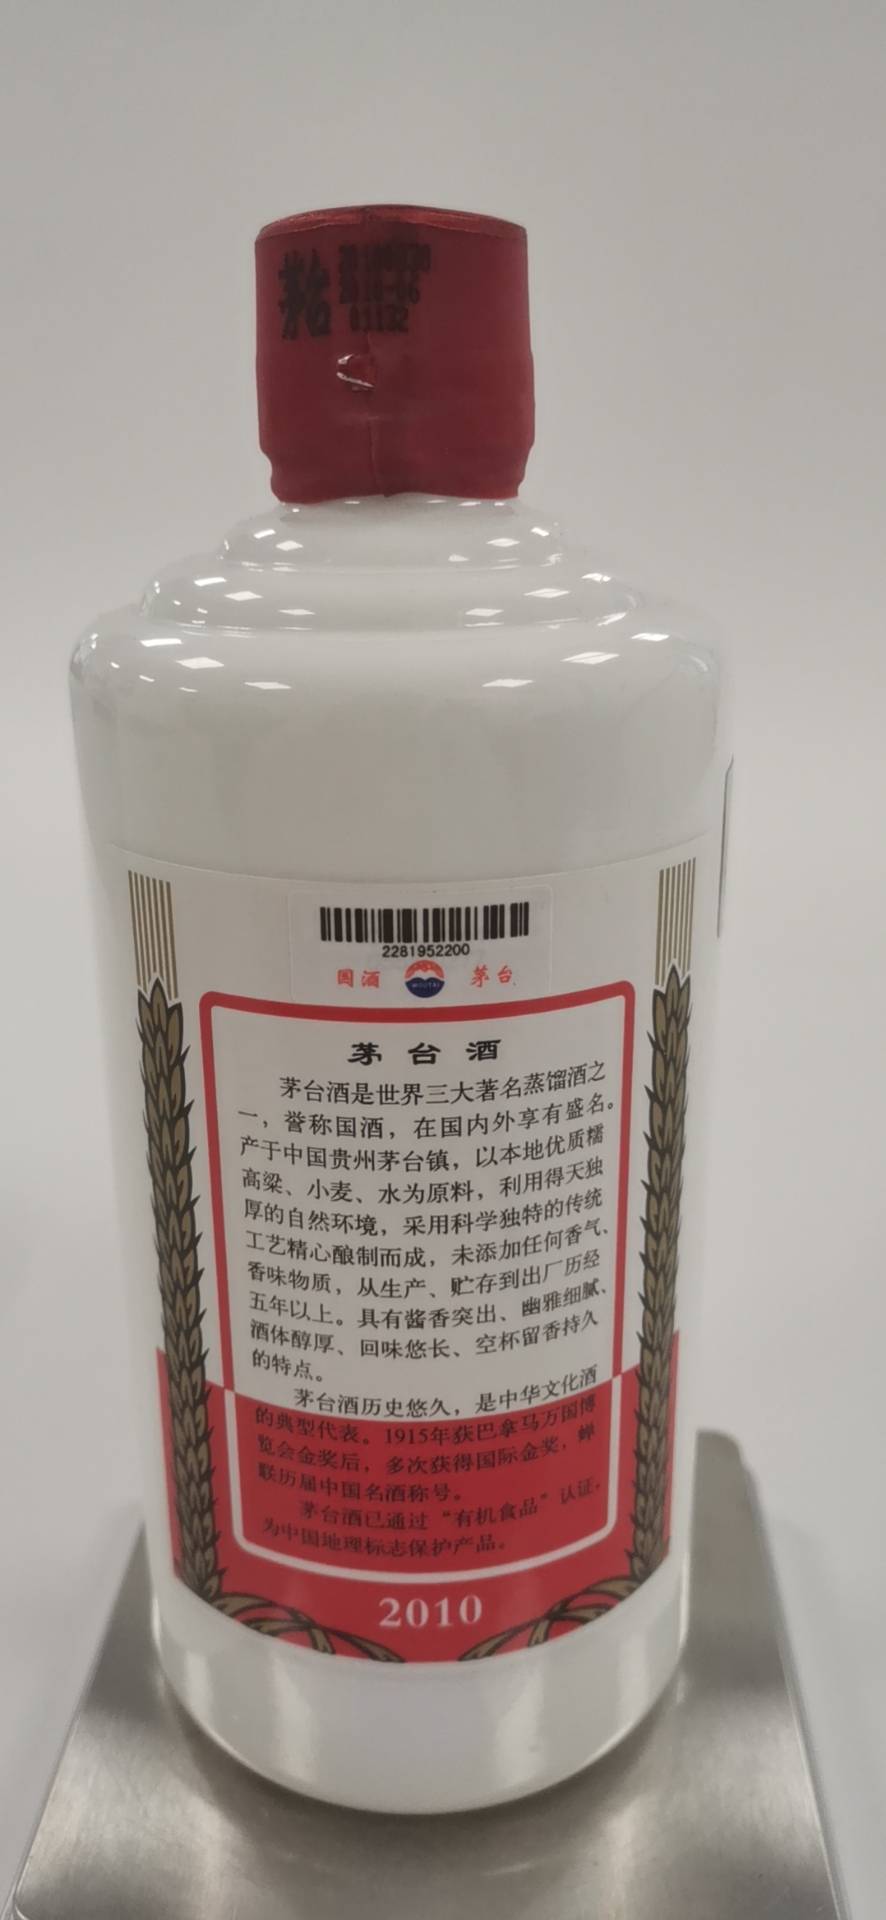 茅台
01132
2281952200
国酒
MOUTAI
茅台
茅台酒
茅台酒是世界三大著名蒸馏酒之
一，誉称国酒，在国内外享有盛名。
产于中国贵州茅台镇，以本地优质糯
高粱、小麦、水为原料，利用得天独
厚的自然环境，采用科学独特的传统
工艺精心酿制而成，未添加任何香气、
香味物质，从生产、贮存到出厂历经
五年以上。具有酱香突出、幽雅细腻、
酒体醇厚、回味悠长、空杯留香持久
的特点。
茅台酒历史悠久，是中华文化酒
的典型代表。1915年获巴拿马万国博
览会金奖后，多次获得国际金奖，蝉
联历届中国名酒称号。
茅台酒已通过“有机食品”认证，
为中国地理标志保护产品。
2010